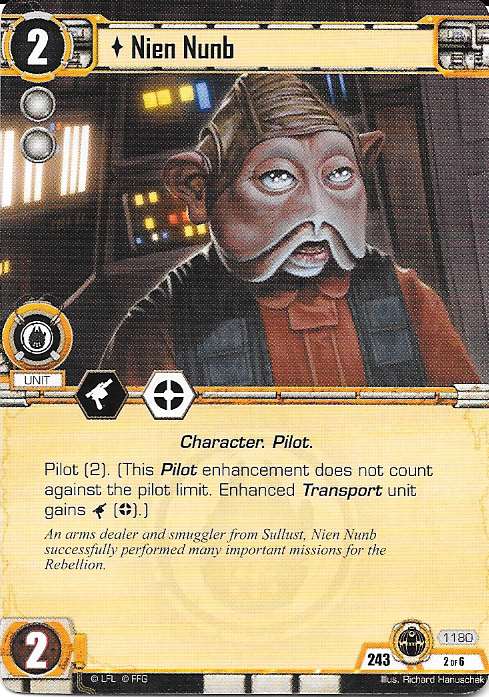 2
Nien Nunb
UNIT
Character. Pilot.
Pilot (2). (This Pilot enhancement does not count
against the pilot limit. Enhanced Transport unit
gains ( ).)
An arms dealer and smuggler from Sullust, Nien Nunb
successfully performed many important missions for the
Rebellion.
2
243
2 OF 6
1180
© LFL © FFG
Illus. Richard Hanuschek